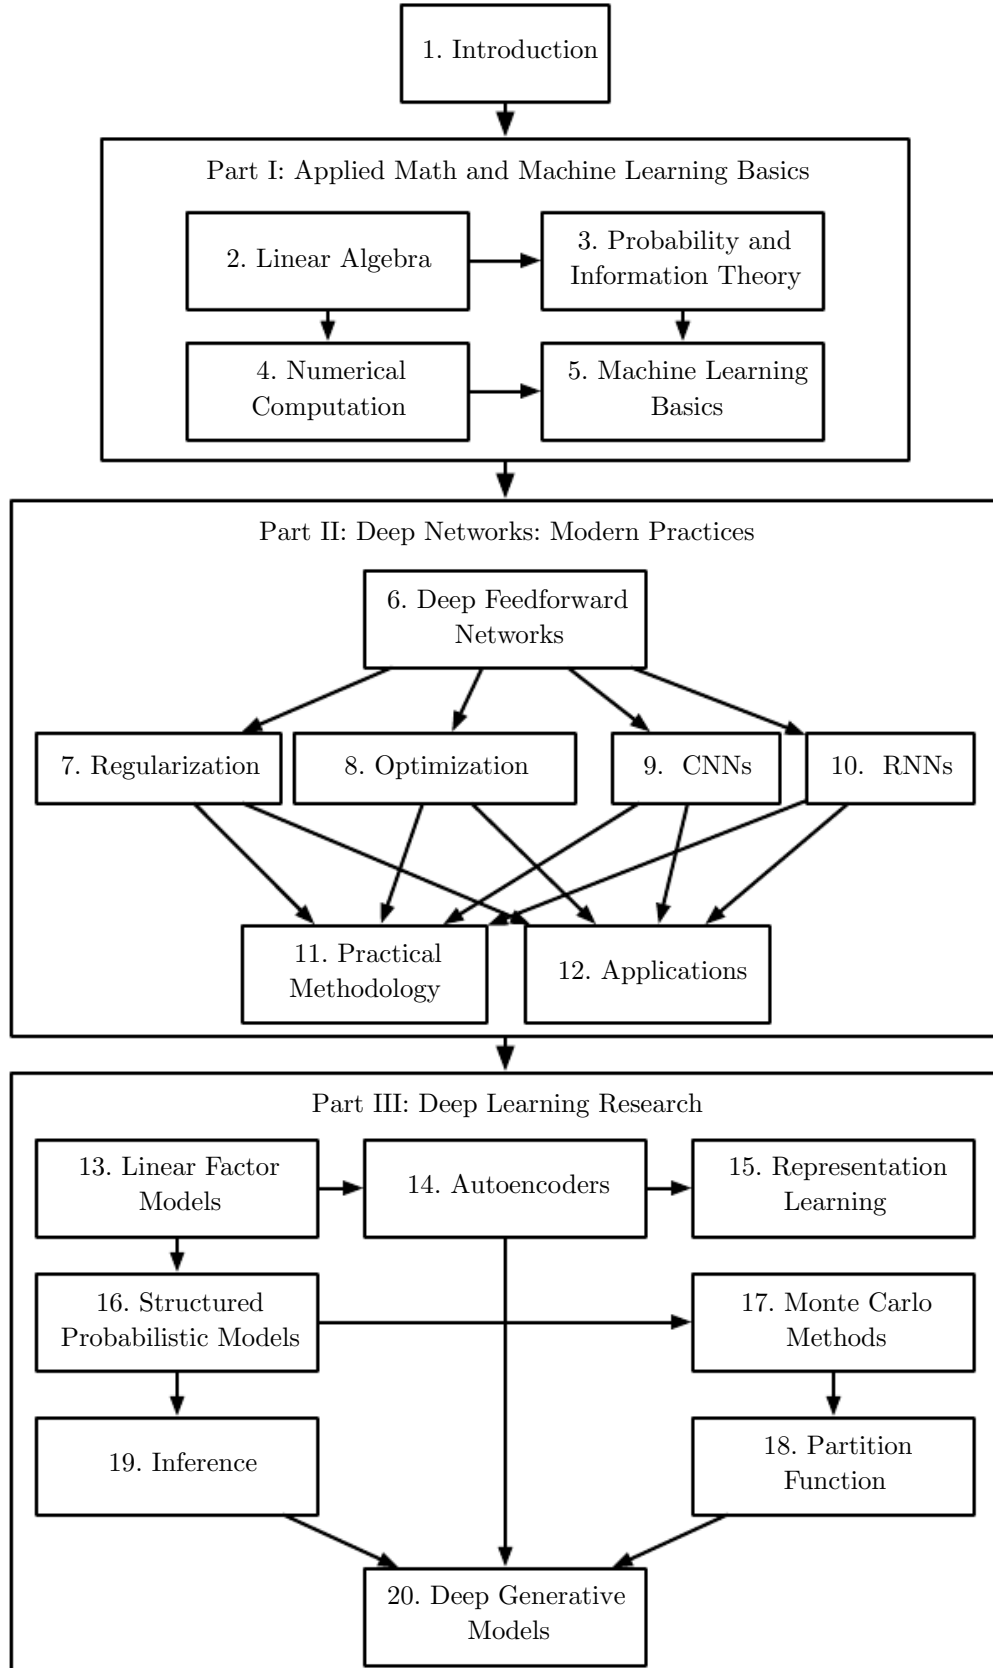 1. Introduction
Part I: Applied Math and Machine Learning Basics
2. Linear Algebra
3. Probability and
Information Theory
4. Numerical
Computation
5. Machine Learning
Basics
Part II: Deep Networks: Modern Practices
6. Deep Feedforward
Networks
7. Regularization
8. Optimization
9. CNNs
10. RNNs
11. Practical
Methodology
12. Applications
Part III: Deep Learning Research
13. Linear Factor
Models
14. Autoencoders
15. Representation
Learning
16. Structured
Probabilistic Models
17. Monte Carlo
Methods
19. Inference
18. Partition
Function
20. Deep Generative
Models